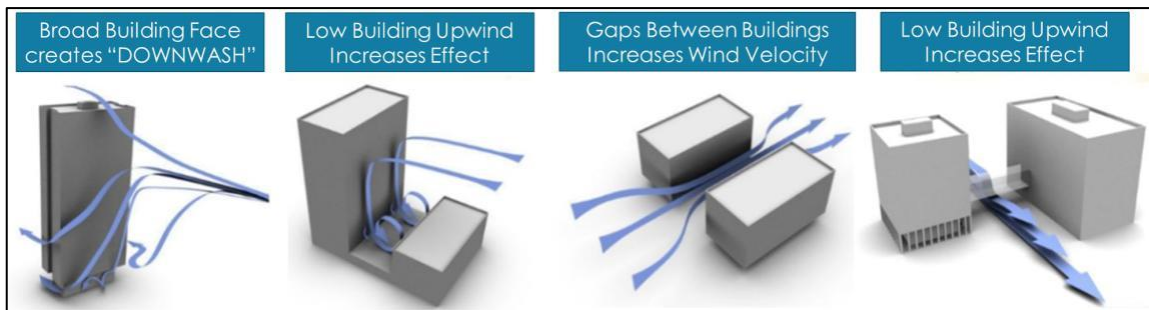 Broad Building Face
creates “DOWNWASH”
Low Building Upwind
Increases Effect
Gaps Between Buildings
Increases Wind Velocity
Low Building Upwind
Increases Effect